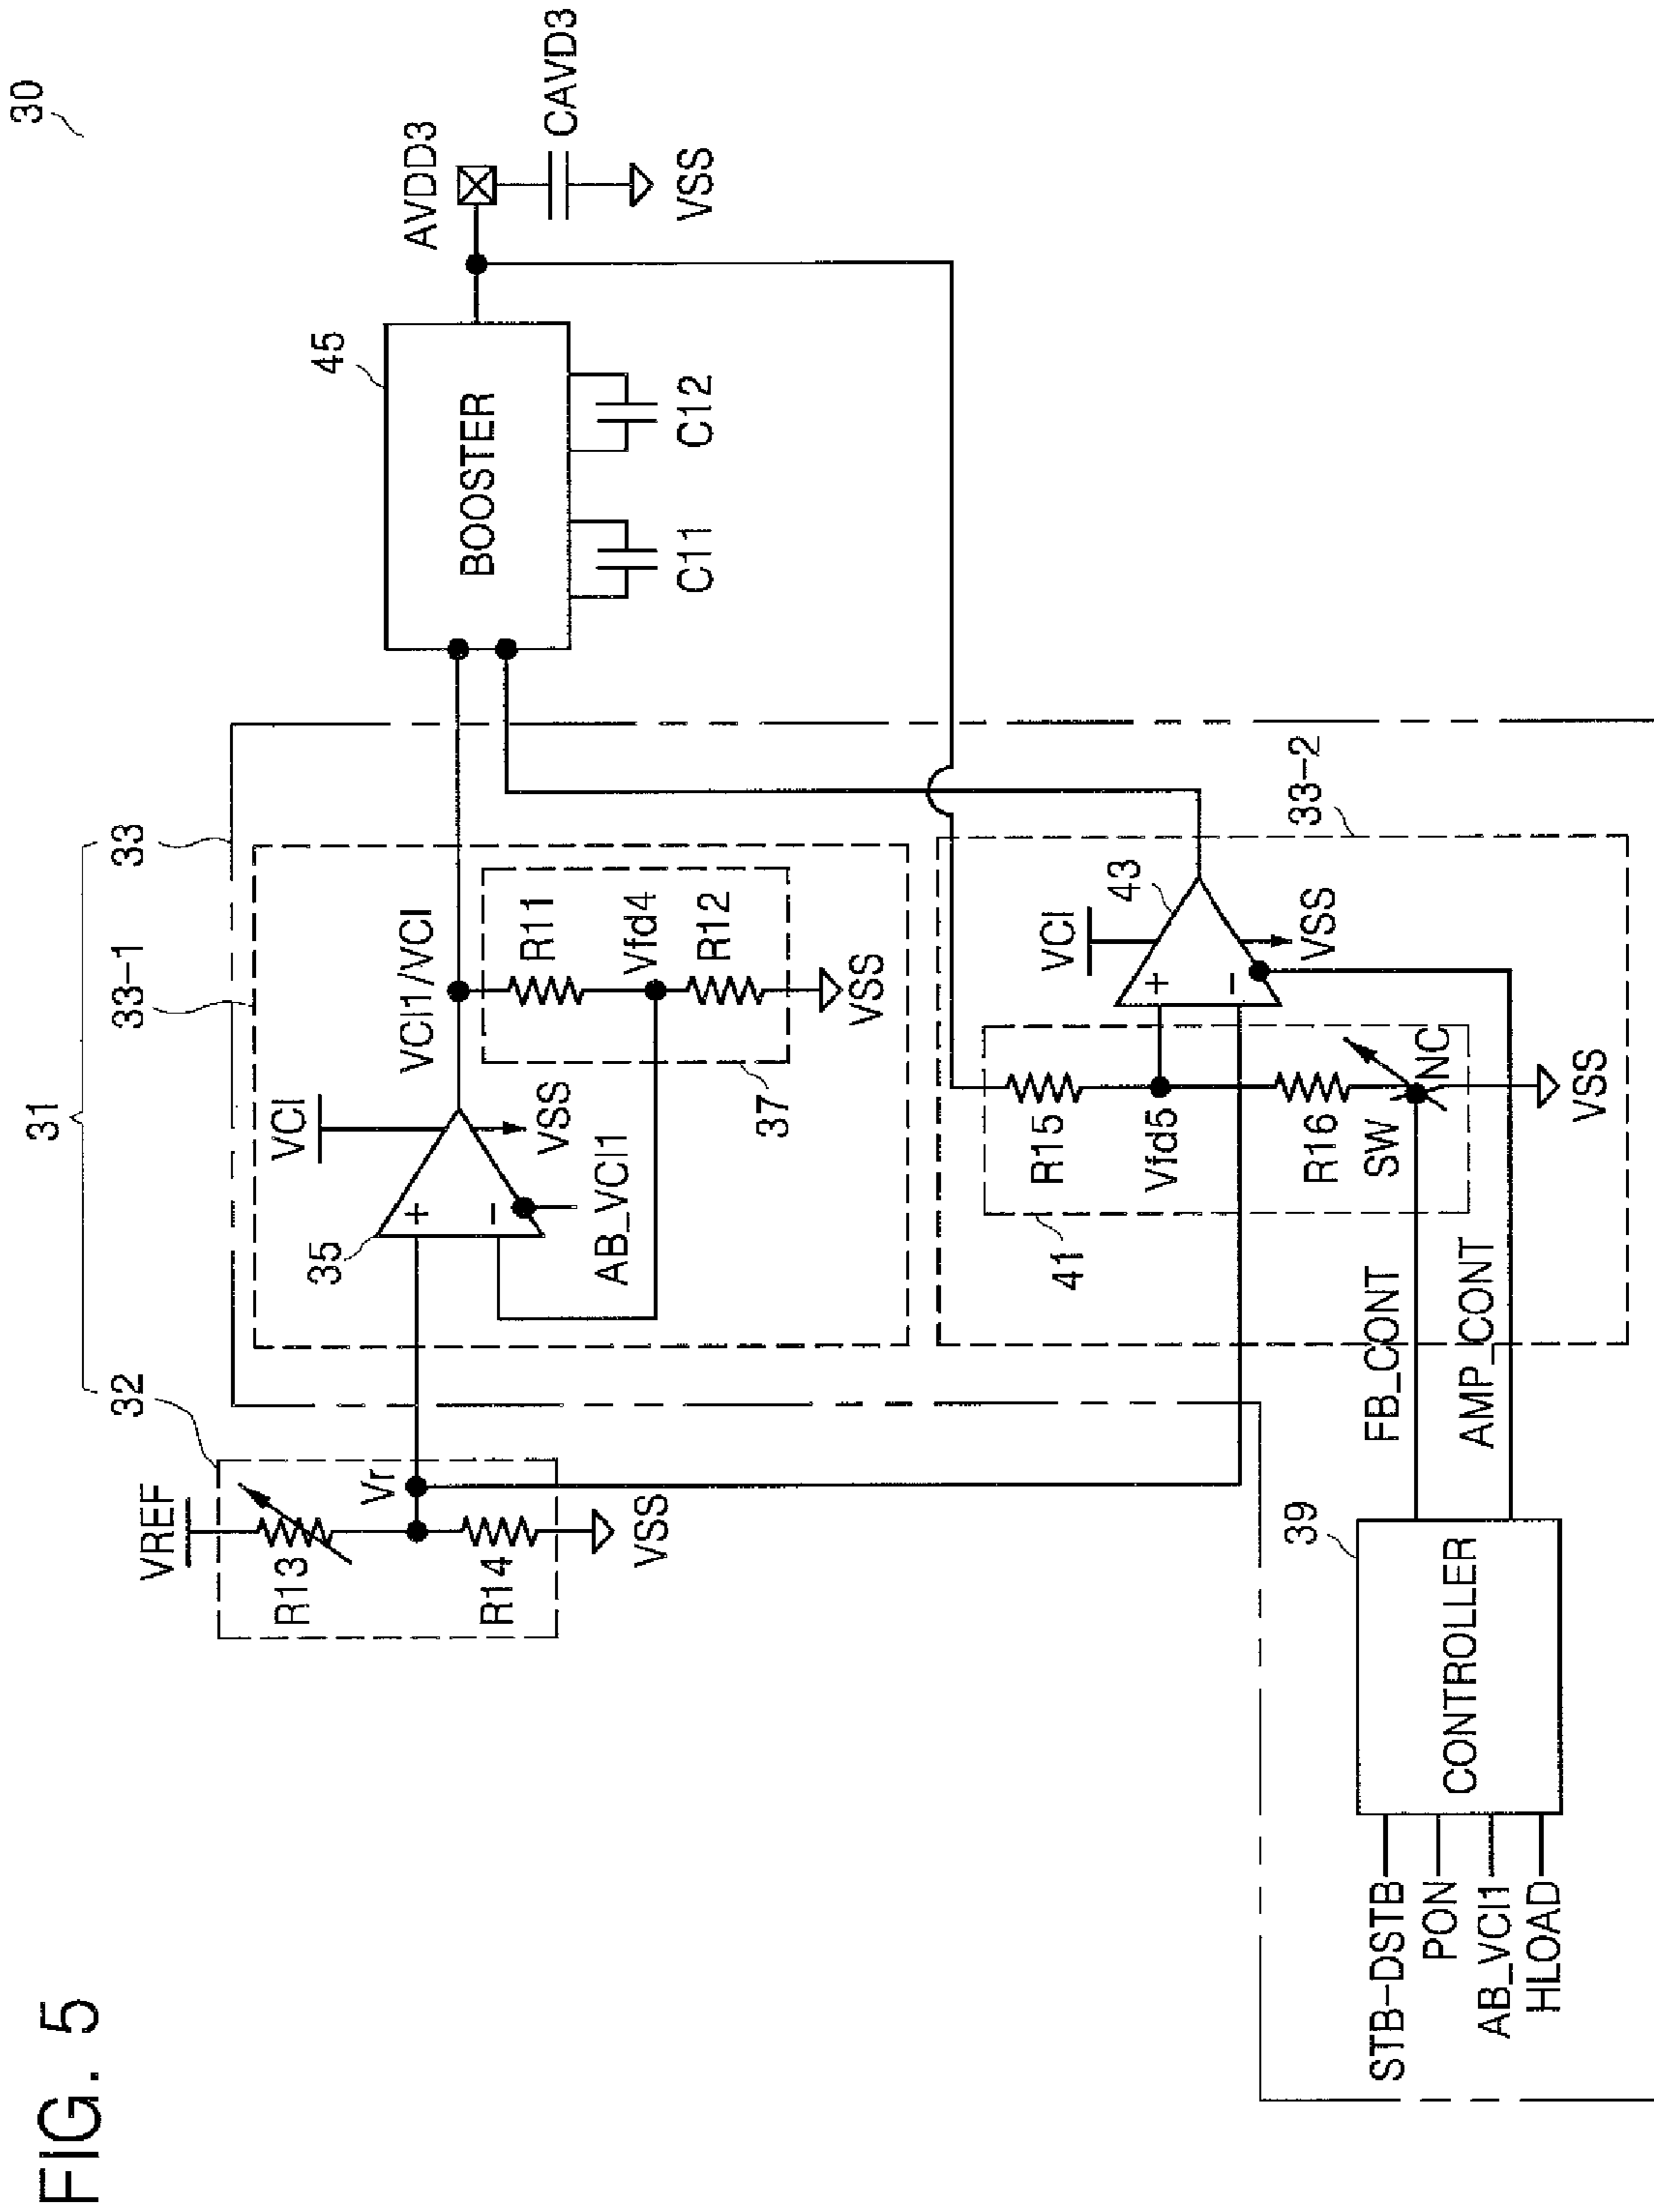 FIG. 5
30
31
32
33-1
33
VREF
R13
Vr
R14
VSS
35
VCI
+
-
VSS
AB_VCI1
VCI1/VCI
R11
Vfd4
R12
VSS
37
45
BOOSTER
C11
C12
AVDD3
CAVD3
VSS
33-2
41
R15
Vfd5
R16
SW
NC
VSS
VCI
43
+
-
VSS
FB_CONT
AMP_CONT
39
CONTROLLER
STB-DSTB
PON
AB_VCI1
HLOAD